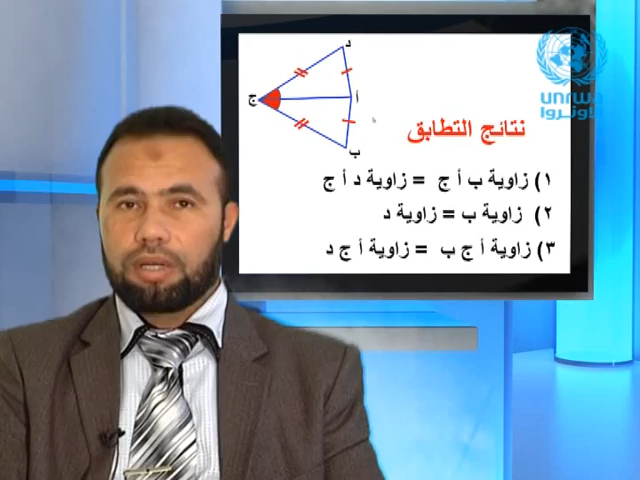 د
ج
أ
ب
unrwa
الأونروا
نتائج التطابق
١) زاوية ب أ ج = زاوية د أ ج
٢) زاوية ب = زاوية د
٣) زاوية أ ج ب = زاوية أ ج د